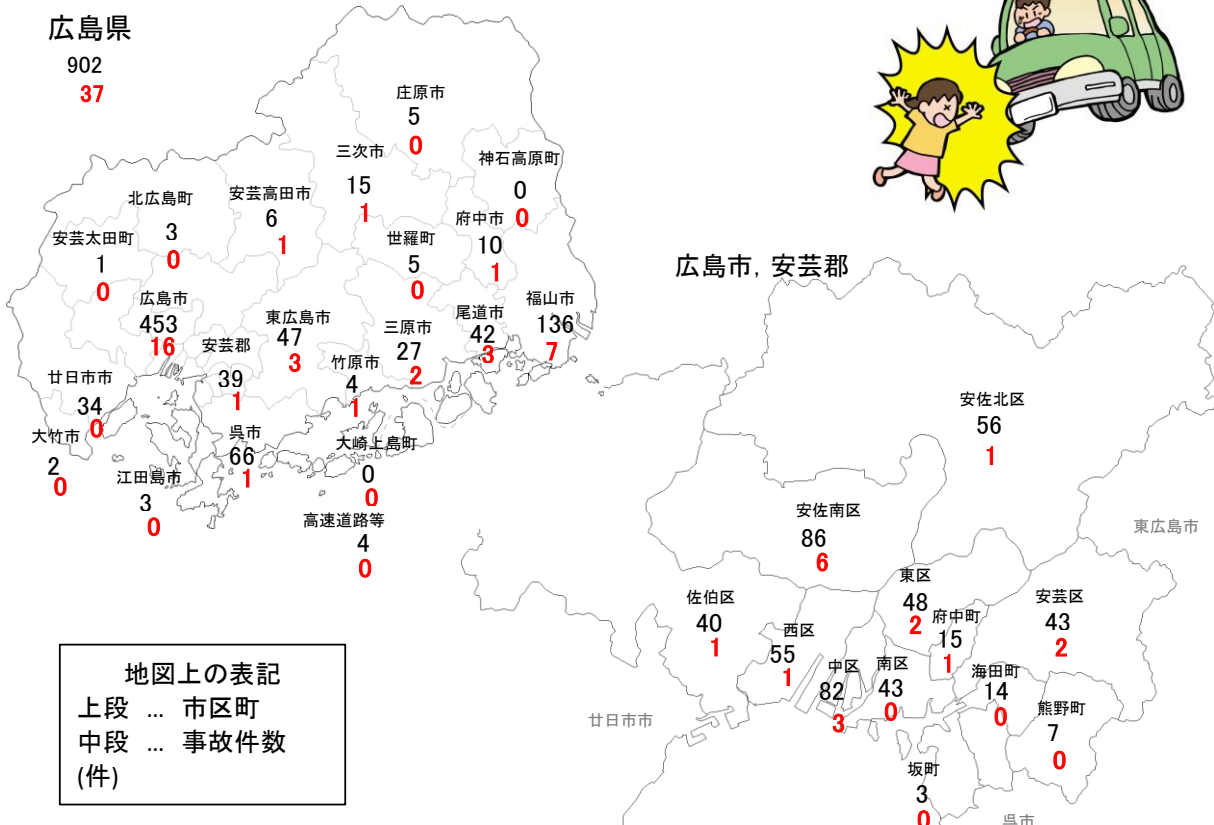 広島県
902
37
庄原市
5
0
三次市
15
1
神石高原町
0
0
北広島町
3
0
安芸高田市
6
1
府中市
10
1
安芸太田町
1
0
世羅町
5
0
広島市
453
16
東広島市
47
3
三原市
27
2
尾道市
42
3
福山市
136
7
安芸郡
39
1
竹原市
4
1
廿日市市
34
0
大竹市
2
0
呉市
66
1
大崎上島町
0
0
江田島市
3
0
高速道路等
4
0
地図上の表記
上段 … 市区町
中段 … 事故件数
(件)
広島市, 安芸郡
安佐北区
56
1
安佐南区
86
6
東広島市
東区
48
2
府中町
15
1
安芸区
43
2
佐伯区
40
1
西区
55
1
中区
82
3
南区
43
0
海田町
14
0
熊野町
7
0
廿日市市
坂町
3
0
呉市